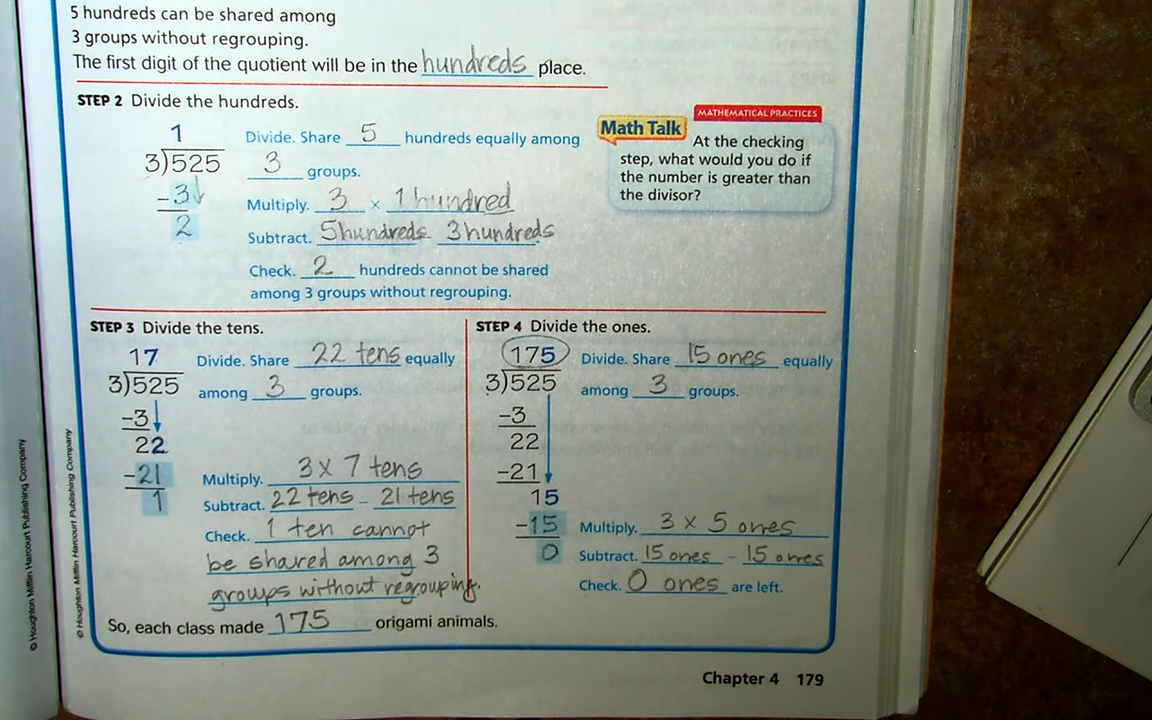 5 hundreds can be shared among
3 groups without regrouping.
The first digit of the quotient will be in the hundreds place.
STEP 2 Divide the hundreds.
1
3)525
-3
2
Divide. Share 5 hundreds equally among
3 groups.
Multiply. 3 × 1 hundred
Subtract. 5 hundreds - 3 hundreds
Check. 2 hundreds cannot be shared
among 3 groups without regrouping.
MATHEMATICAL PRACTICES
Math Talk
At the checking
step, what would you do if
the number is greater than
the divisor?
STEP 3 Divide the tens.
17
3)525
-3
22
-21
1
Divide. Share 22 tens equally
among 3 groups.
Multiply. 3 x 7 tens
Subtract. 22 tens - 21 tens
Check. 1 ten cannot
be shared among 3
groups without regrouping.
STEP 4 Divide the ones.
175
3)525
-3
22
-21
15
-15
0
Divide. Share 15 ones equally
among 3 groups.
Multiply. 3 x 5 ones
Subtract. 15 ones - 15 ones
Check. 0 ones are left.
So, each class made 175 origami animals.
Chapter 4 179
© Houghton Mifflin Harcourt Publishing Company
© Houghton Mifflin Harcourt Publishing Company